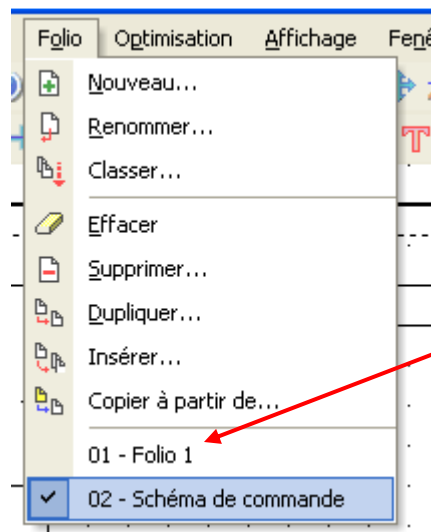 Folio Optimisation Affichage Fenê
Nouveau...
Renommer...
Classer...
Effacer
Supprimer...
Dupliquer...
Insérer...
Copier à partir de...
01 - Folio 1
02 - Schéma de commande